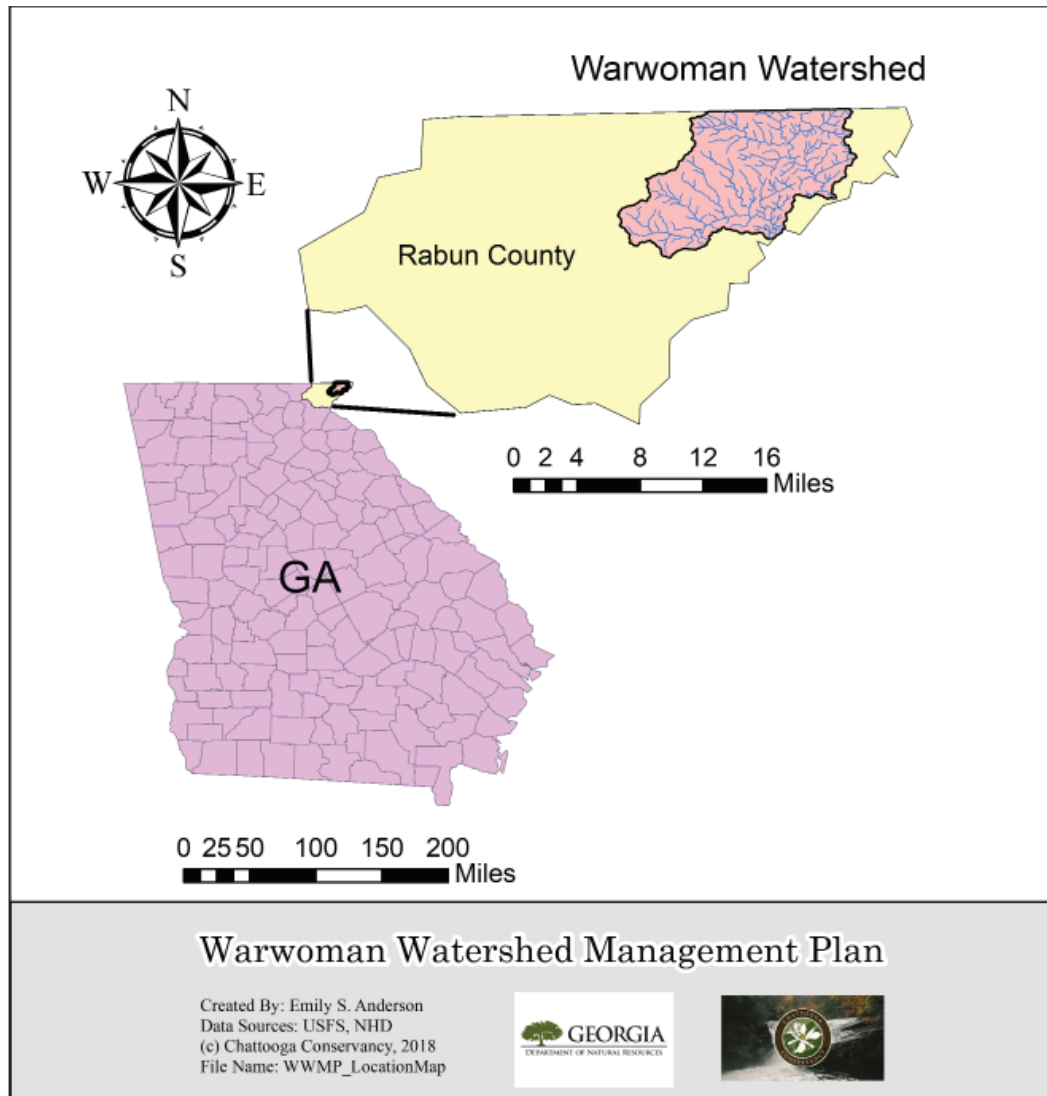 Warwoman Watershed
N
W
E
S
Rabun County
0 2 4 8 12 16
Miles
GA
0 25 50 100 150 200
Miles
Warwoman Watershed Management Plan
Created By: Emily S. Anderson
Data Sources: USFS, NHD
(c) Chattooga Conservancy, 2018
File Name: WWMP_LocationMap
GEORGIA
DEPARTMENT OF NATURAL RESOURCES
CHATTOOGA
CONSERVANCY